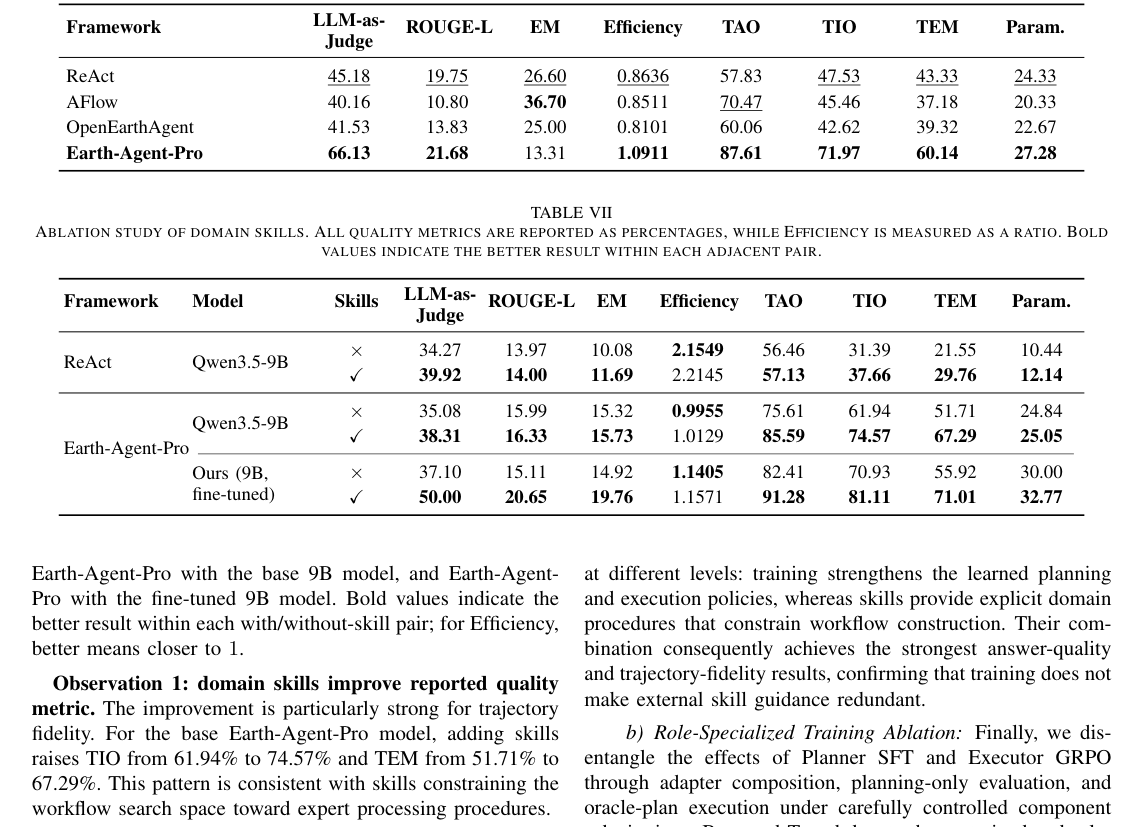 Framework LLM-as-Judge ROUGE-L EM Efficiency TAO TIO TEM Param.
ReAct 45.18 19.75 26.60 0.8636 57.83 47.53 43.33 24.33
AFlow 40.16 10.80 36.70 0.8511 70.47 45.46 37.18 20.33
OpenEarthAgent 41.53 13.83 25.00 0.8101 60.06 42.62 39.32 22.67
Earth-Agent-Pro 66.13 21.68 13.31 1.0911 87.61 71.97 60.14 27.28
TABLE VII
ABLATION STUDY OF DOMAIN SKILLS. ALL QUALITY METRICS ARE REPORTED AS PERCENTAGES, WHILE EFFICIENCY IS MEASURED AS A RATIO. BOLD
VALUES INDICATE THE BETTER RESULT WITHIN EACH ADJACENT PAIR.
Framework Model Skills LLM-as-Judge ROUGE-L EM Efficiency TAO TIO TEM Param.
ReAct Qwen3.5-9B × 34.27 13.97 10.08 2.1549 56.46 31.39 21.55 10.44
✓ 39.92 14.00 11.69 2.2145 57.13 37.66 29.76 12.14
Earth-Agent-Pro Qwen3.5-9B × 35.08 15.99 15.32 0.9955 75.61 61.94 51.71 24.84
✓ 38.31 16.33 15.73 1.0129 85.59 74.57 67.29 25.05
Ours (9B, × 37.10 15.11 14.92 1.1405 82.41 70.93 55.92 30.00
fine-tuned) ✓ 50.00 20.65 19.76 1.1571 91.28 81.11 71.01 32.77
Earth-Agent-Pro with the base 9B model, and Earth-Agent-
Pro with the fine-tuned 9B model. Bold values indicate the
better result within each with/without-skill pair; for Efficiency,
better means closer to 1.
Observation 1: domain skills improve reported quality
metric. The improvement is particularly strong for trajectory
fidelity. For the base Earth-Agent-Pro model, adding skills
raises TIO from 61.94% to 74.57% and TEM from 51.71% to
67.29%. This pattern is consistent with skills constraining the
workflow search space toward expert processing procedures.
at different levels: training strengthens the learned planning
and execution policies, whereas skills provide explicit domain
procedures that constrain workflow construction. Their com-
bination consequently achieves the strongest answer-quality
and trajectory-fidelity results, confirming that training does not
make external skill guidance redundant.
b) Role-Specialized Training Ablation: Finally, we dis-
entangle the effects of Planner SFT and Executor GRPO
through adapter composition, planning-only evaluation, and
oracle-plan execution under carefully controlled component